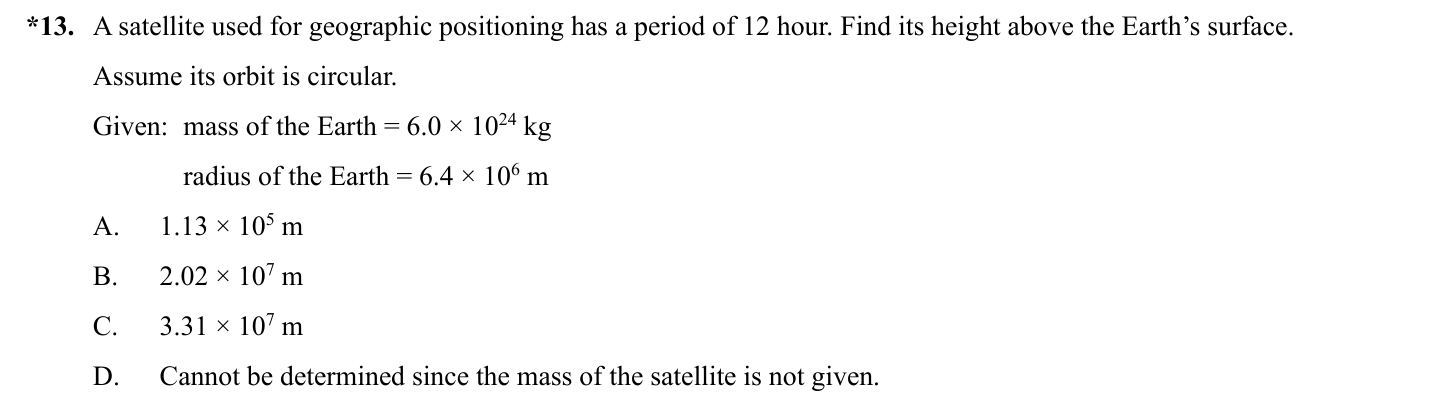 *13. A satellite used for geographic positioning has a period of 12 hour. Find its height above the Earth’s surface.
Assume its orbit is circular.
Given: mass of the Earth = 6.0 × 10²⁴ kg
radius of the Earth = 6.4 × 10⁶ m
A. 1.13 × 10⁵ m
B. 2.02 × 10⁷ m
C. 3.31 × 10⁷ m
D. Cannot be determined since the mass of the satellite is not given.